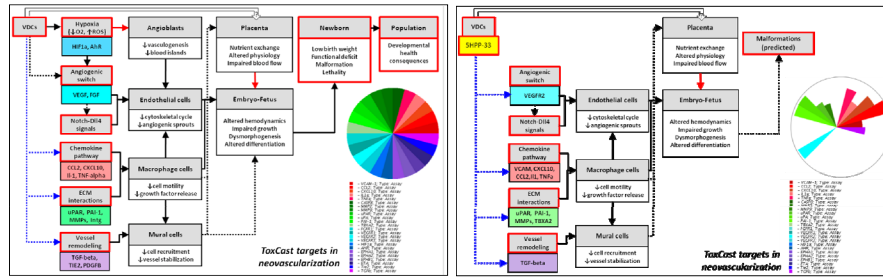 VDCs
Hypoxia
(↓O2, ↑ROS)
HIF1a, AhR
Angiogenic
switch
VEGF, FGF
Notch-Dll4
signals
Chemokine
pathway
CCL2, CXCL10,
Il-1, TNF-alpha
ECM
interactions
uPAR, PAI-1,
MMPs, Intg
Vessel
remodeling
TGF-beta,
TIE2, PDGFB
Angioblasts
↓vasculogenesis
↓blood islands
Endothelial cells
↓cytoskeletal cycle
↓angiogenic sprouts
Macrophage cells
↓cell motility
↓growth factor release
Mural cells
↓cell recruitment
↓vessel stabilization
Placenta
Nutrient exchange
Altered physiology
Impaired blood flow
Embryo-Fetus
Altered hemodynamics
Impaired growth
Dysmorphogenesis
Altered differentiation
Newborn
Low birth weight
Functional deficit
Malformation
Lethality
Population
Developmental
health
consequences
ToxCast targets in
neovascularization
VDCs
5HPP-33
Angiogenic
switch
VEGFR2
Notch-Dll4
signals
Chemokine
pathway
VCAM, CXCL10,
CCL2, Il1, TNFa
ECM
interactions
uPAR, PAI-1,
MMPs, TBXA2
Vessel
remodeling
TGF-beta
Endothelial cells
↓cytoskeletal cycle
↓angiogenic sprouts
Macrophage cells
↓cell motility
↓growth factor release
Mural cells
↓cell recruitment
↓vessel stabilization
Placenta
Nutrient exchange
Altered physiology
Impaired blood flow
Embryo-Fetus
Altered hemodynamics
Impaired growth
Dysmorphogenesis
Altered differentiation
Malformations
(predicted)
ToxCast targets in
neovascularization